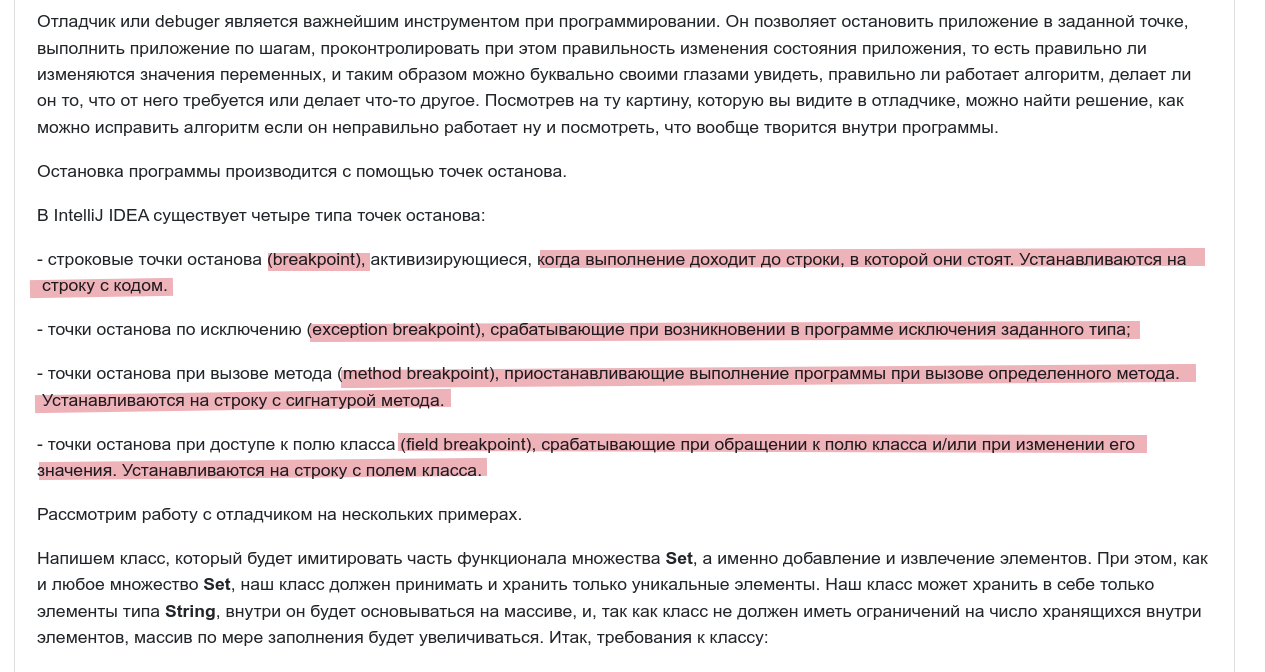 Отладчик или debuger является важнейшим инструментом при программировании. Он позволяет остановить приложение в заданной точке,
выполнить приложение по шагам, проконтролировать при этом правильность изменения состояния приложения, то есть правильно ли
изменяются значения переменных, и таким образом можно буквально своими глазами увидеть, правильно ли работает алгоритм, делает ли
он то, что от него требуется или делает что-то другое. Посмотрев на ту картину, которую вы видите в отладчике, можно найти решение, как
можно исправить алгоритм если он неправильно работает ну и посмотреть, что вообще творится внутри программы.
Остановка программы производится с помощью точек останова.
В IntelliJ IDEA существует четыре типа точек останова:
- строковые точки останова (breakpoint), активизирующиеся, когда выполнение доходит до строки, в которой они стоят. Устанавливаются на
строку с кодом.
- точки останова по исключению (exception breakpoint), срабатывающие при возникновении в программе исключения заданного типа;
- точки останова при вызове метода (method breakpoint), приостанавливающие выполнение программы при вызове определенного метода.
Устанавливаются на строку с сигнатурой метода.
- точки останова при доступе к полю класса (field breakpoint), срабатывающие при обращении к полю класса и/или при изменении его
значения. Устанавливаются на строку с полем класса.
Рассмотрим работу с отладчиком на нескольких примерах.
Напишем класс, который будет имитировать часть функционала множества Set, а именно добавление и извлечение элементов. При этом, как
и любое множество Set, наш класс должен принимать и хранить только уникальные элементы. Наш класс может хранить в себе только
элементы типа String, внутри он будет основываться на массиве, и, так как класс не должен иметь ограничений на число хранящихся внутри
элементов, массив по мере заполнения будет увеличиваться. Итак, требования к классу: